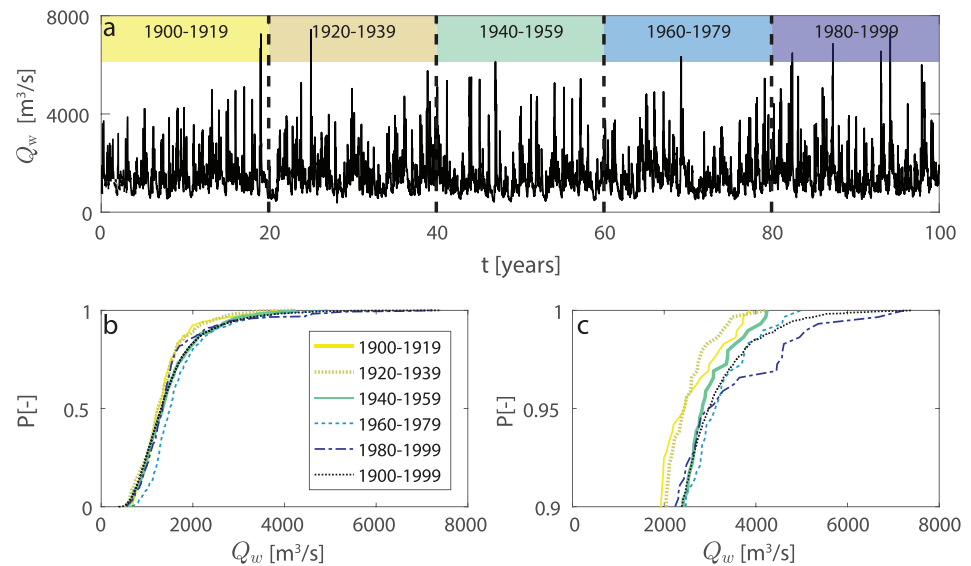 a
1900-1919 1920-1939 1940-1959 1960-1979 1980-1999
8000
4000
0
Q_w [m³/s]
0 20 40 60 80 100
t [years]
b
1
0.5
0
P[-]
1900-1919
1920-1939
1940-1959
1960-1979
1980-1999
1900-1999
0 2000 4000 6000 8000
Q_w [m³/s]
c
1
0.95
0.9
P[-]
0 2000 4000 6000 8000
Q_w [m³/s]